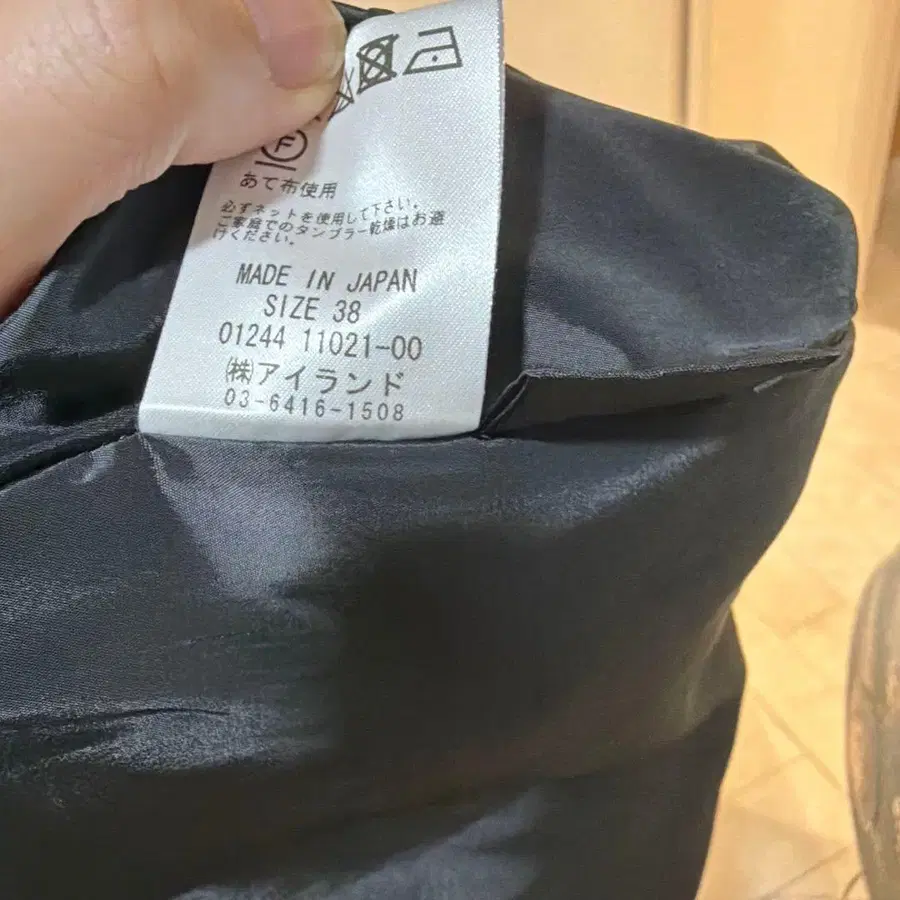 F
あて布使用
必ずネットを使用して下さい。
ご家庭でのタンブラー乾燥はお避
けください。
MADE IN JAPAN
SIZE 38
01244 11021-00
㈱アイランド
03-6416-1508